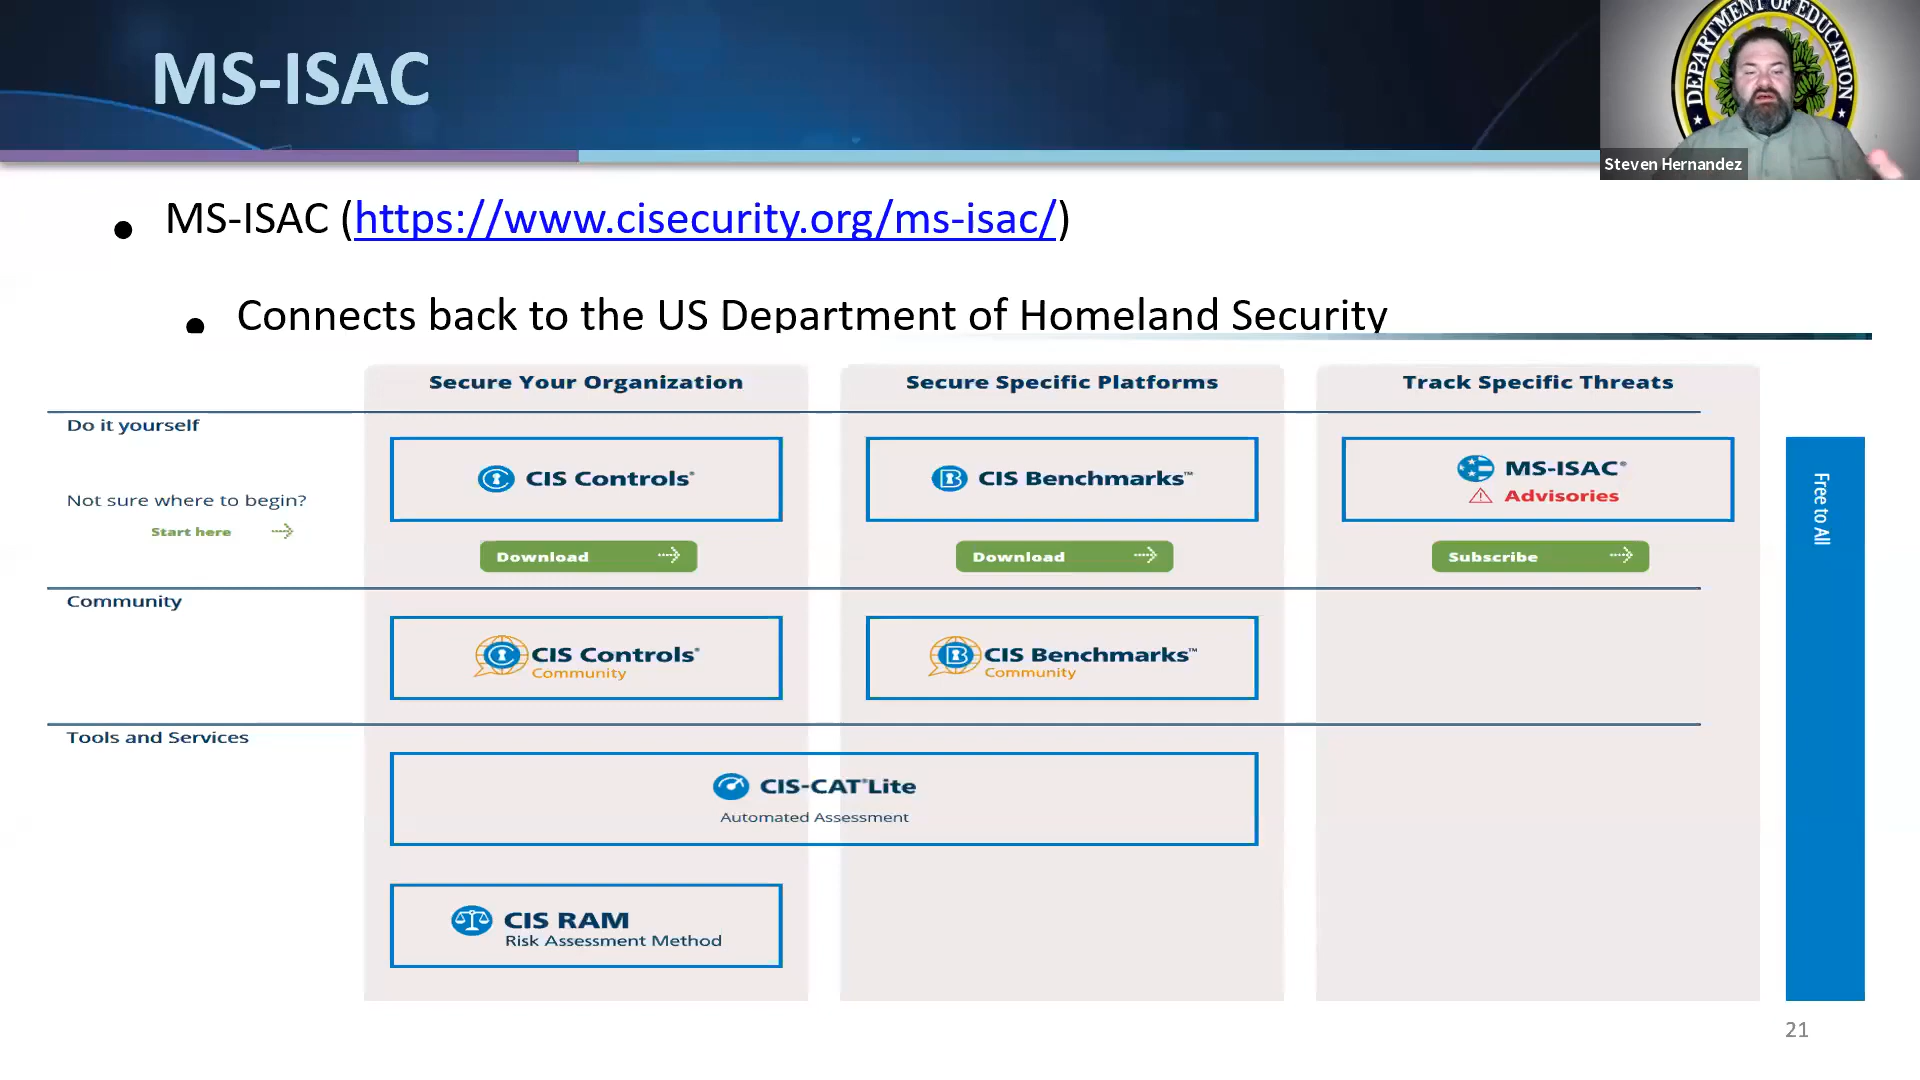 MS-ISAC
DEPARTMENT OF EDUCATION
Steven Hernandez
• MS-ISAC (https://www.cisecurity.org/ms-isac/)
• Connects back to the US Department of Homeland Security
Secure Your Organization
Secure Specific Platforms
Track Specific Threats
Do it yourself
Not sure where to begin?
Start here
CIS Controls®
Download
CIS Benchmarks™
Download
MS-ISAC®
Advisories
Subscribe
Free to All
Community
CIS Controls®
Community
CIS Benchmarks™
Community
Tools and Services
CIS-CAT®Lite
Automated Assessment
CIS RAM
Risk Assessment Method
21